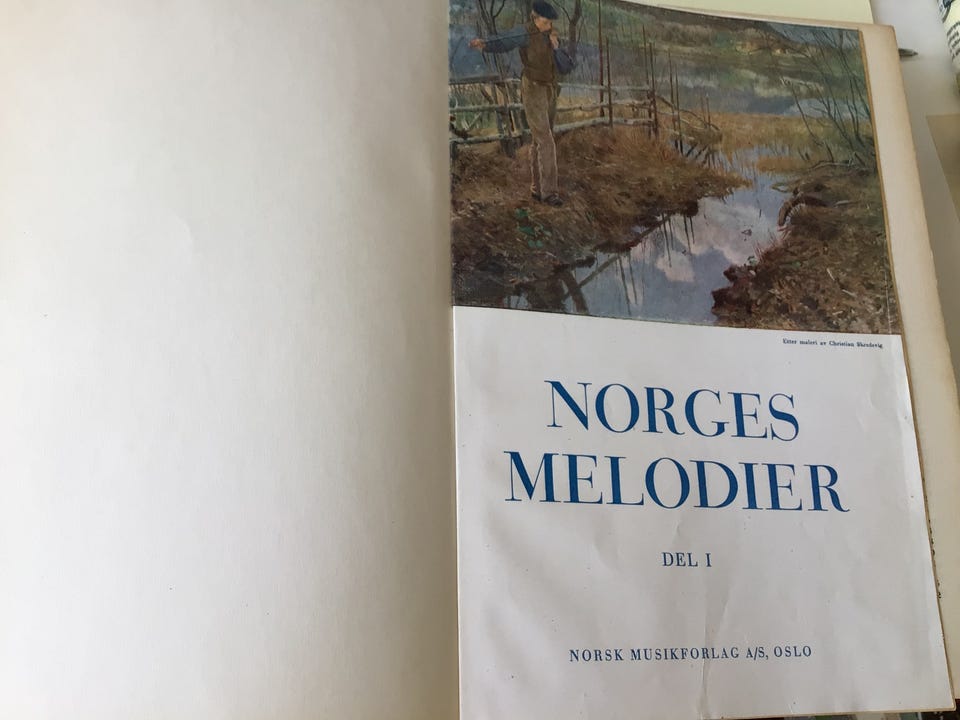 Etter maleri av Christian Skredsvig
NORGES
MELODIER
DEL I
NORSK MUSIKFORLAG A/S, OSLO